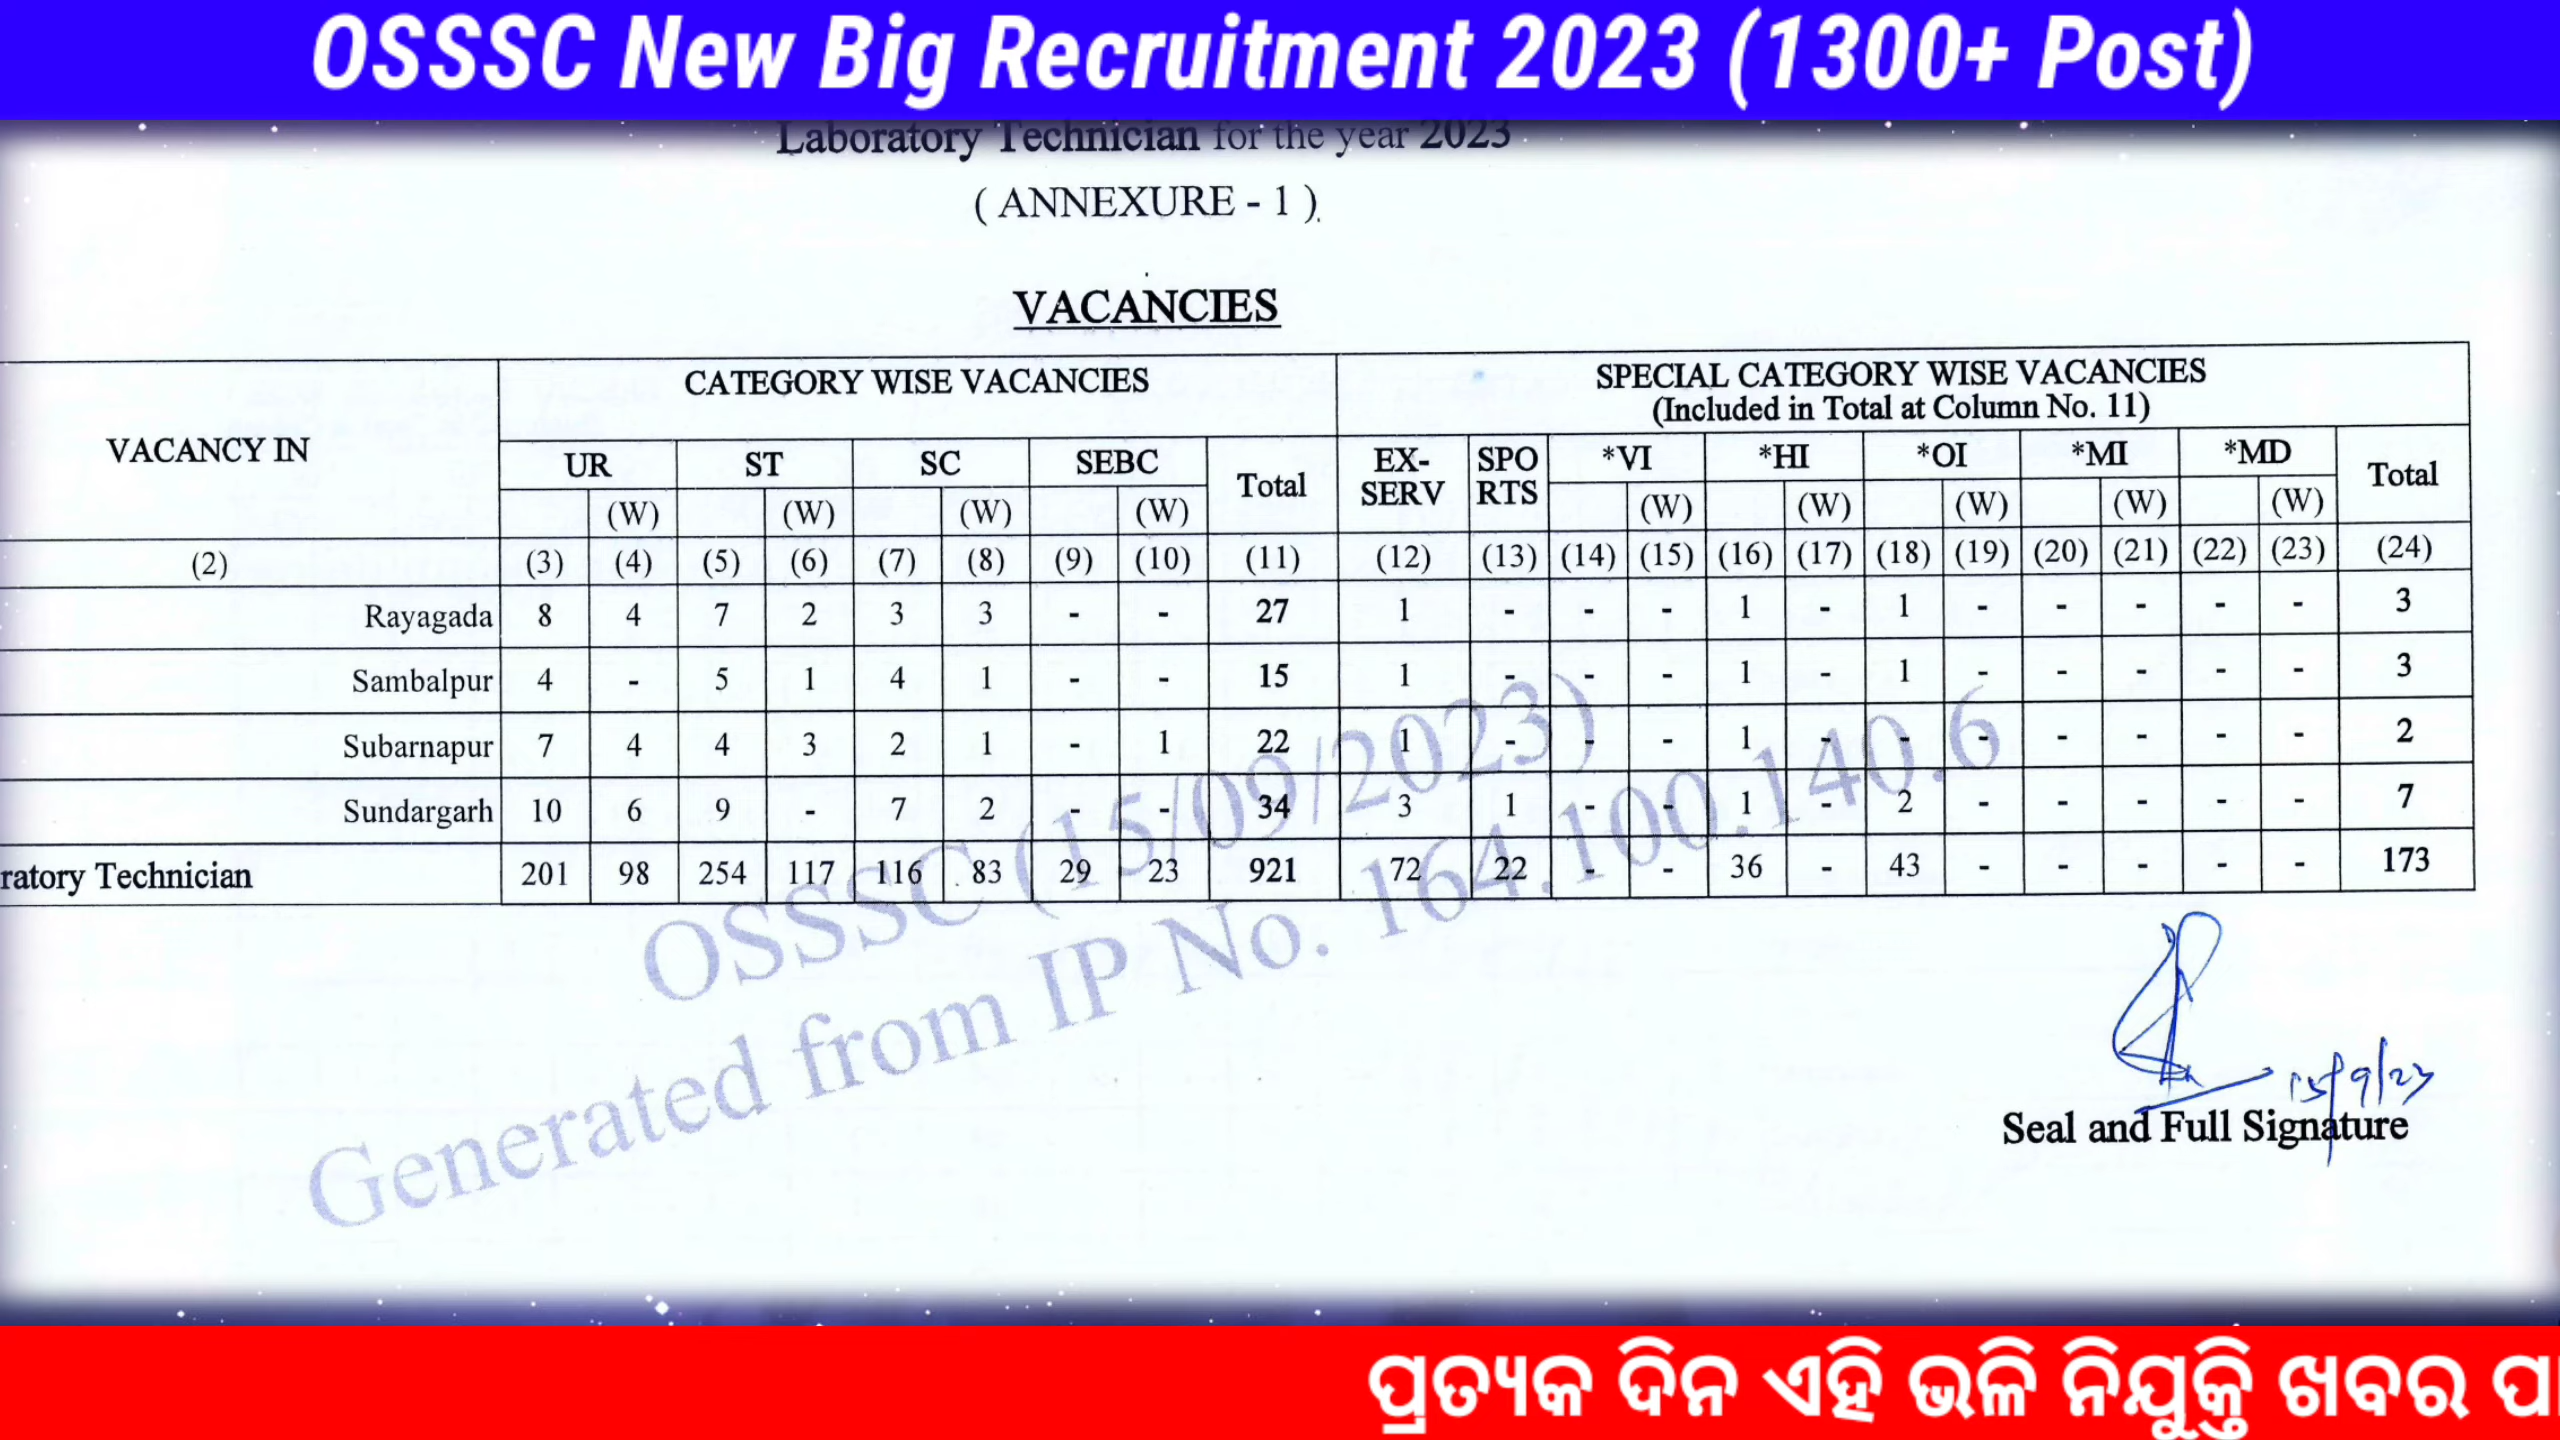 OSSSC New Big Recruitment 2023 (1300+ Post)
Laboratory Technician for the year 2023
( ANNEXURE - 1 )
VACANCIES
VACANCY IN CATEGORY WISE VACANCIES SPECIAL CATEGORY WISE VACANCIES
(Included in Total at Column No. 11)
UR ST SC SEBC Total EX-SERV SPORTS *VI *HI *OI *MI *MD Total
(W) (W) (W) (W) (W) (W) (W) (W) (W)
(2) (3) (4) (5) (6) (7) (8) (9) (10) (11) (12) (13) (14) (15) (16) (17) (18) (19) (20) (21) (22) (23) (24)
Rayagada 8 4 7 2 3 3 - - 27 1 - - - 1 - 1 - - - - - 3
Sambalpur 4 - 5 1 4 1 - - 15 1 - - - 1 - 1 - - - - - 3
Subarnapur 7 4 4 3 2 1 - 1 22 1 - - - 1 - - - - - - - 2
Sundargarh 10 6 9 - 7 2 - - 34 3 1 - - 1 - 2 - - - - - 7
ratory Technician 201 98 254 117 116 83 29 23 921 72 22 - - 36 - 43 - - - - - 173
OSSSC (15/09/2023)
Generated from IP No. 164.100.140.6
15/9/23
Seal and Full Signature
ପ୍ରତ୍ୟକ ଦିନ ଏହି ଭଳି ନିଯୁକ୍ତି ଖବର ପା